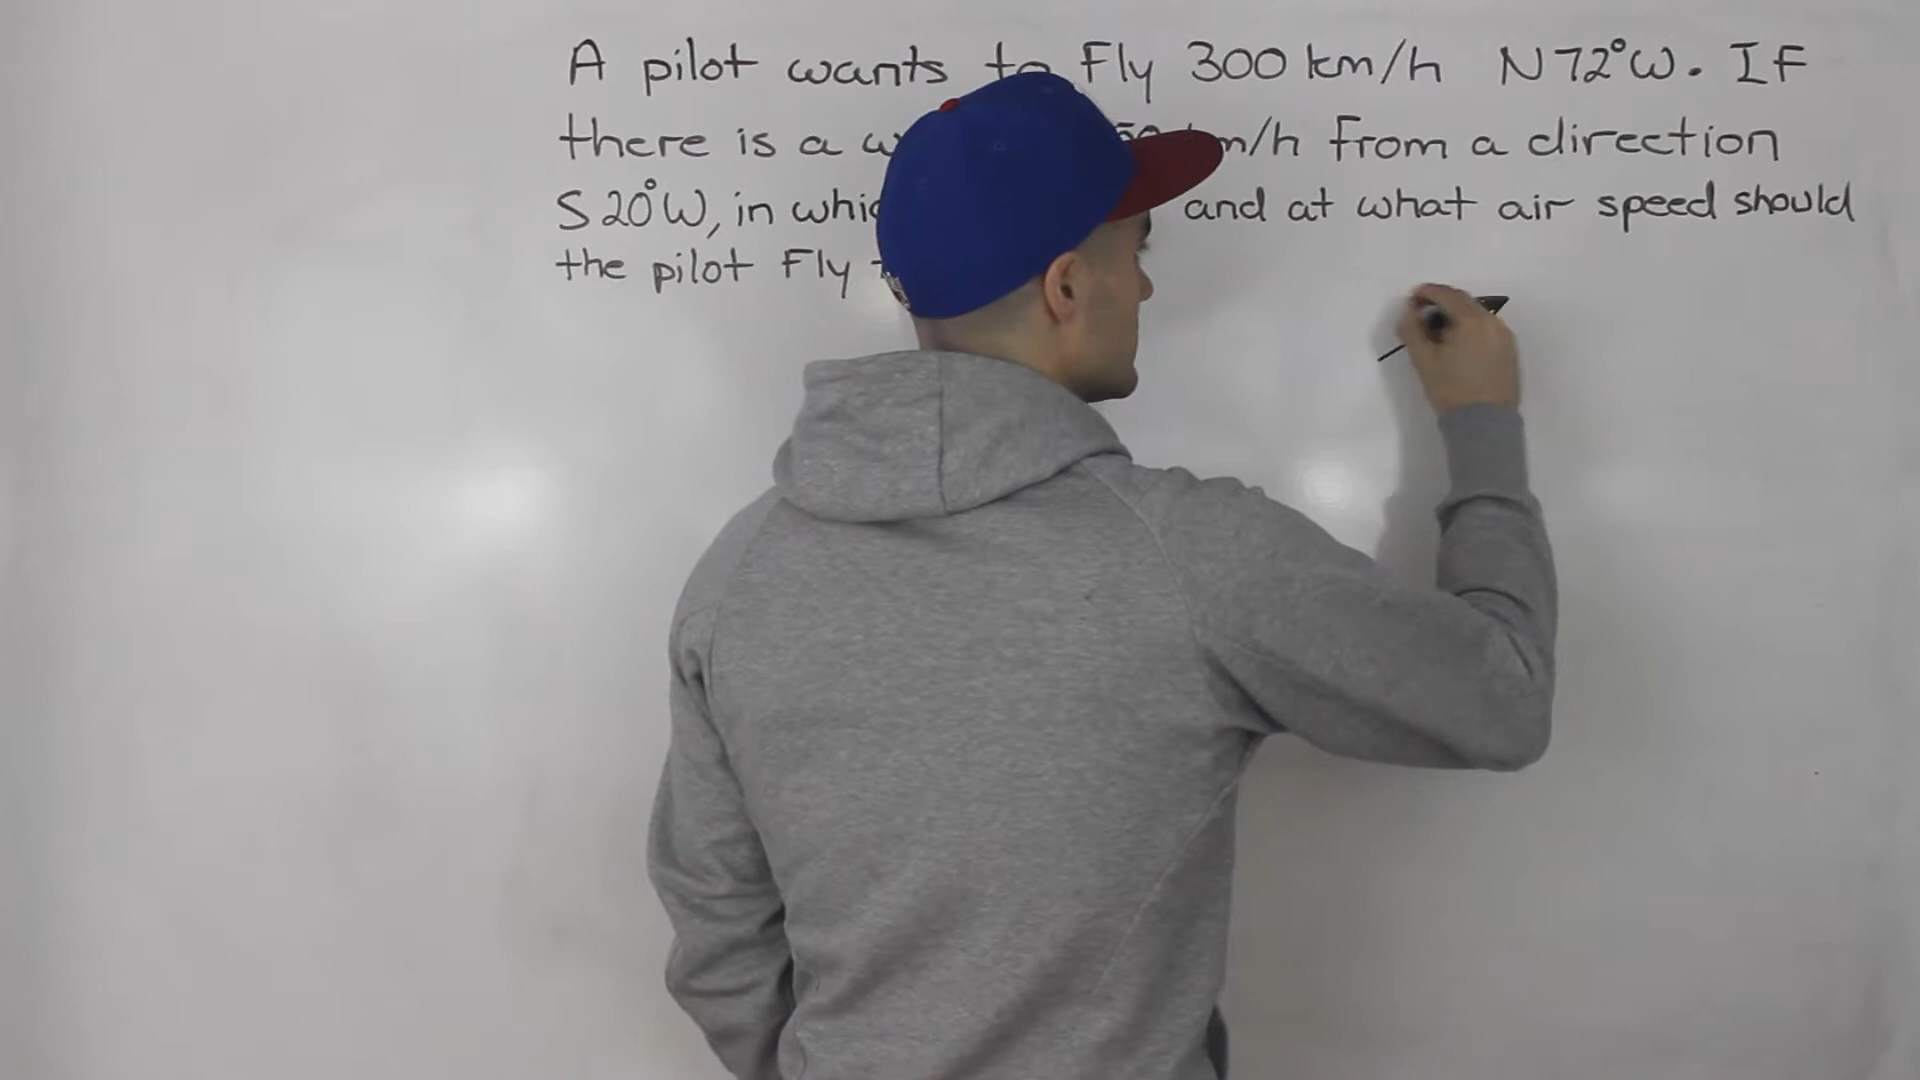 A pilot wants to Fly 300 km/h N72°W. IF
there is a km/h from a direction
S20°W, in and at what air speed should
the pilot Fly